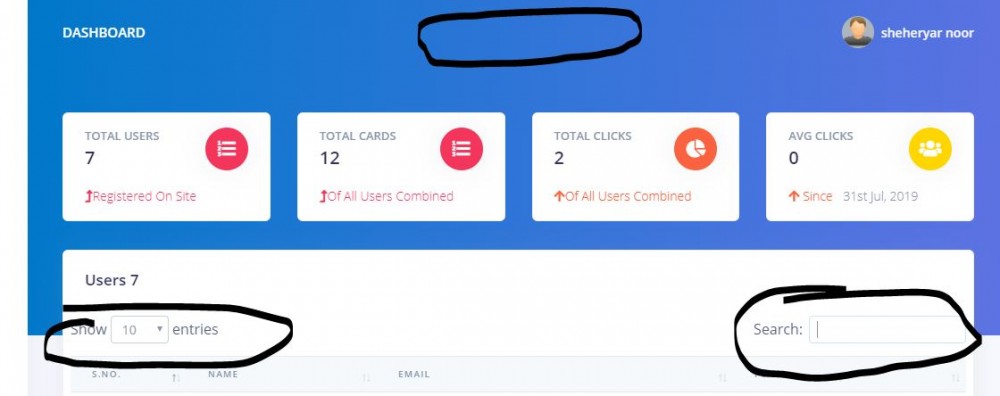 DASHBOARD
sheheryar noor
TOTAL USERS
7
Registered On Site
TOTAL CARDS
12
Of All Users Combined
TOTAL CLICKS
2
Of All Users Combined
AVG CLICKS
0
Since 31st Jul, 2019
Users 7
Show 10 entries
Search:
S.NO. NAME EMAIL